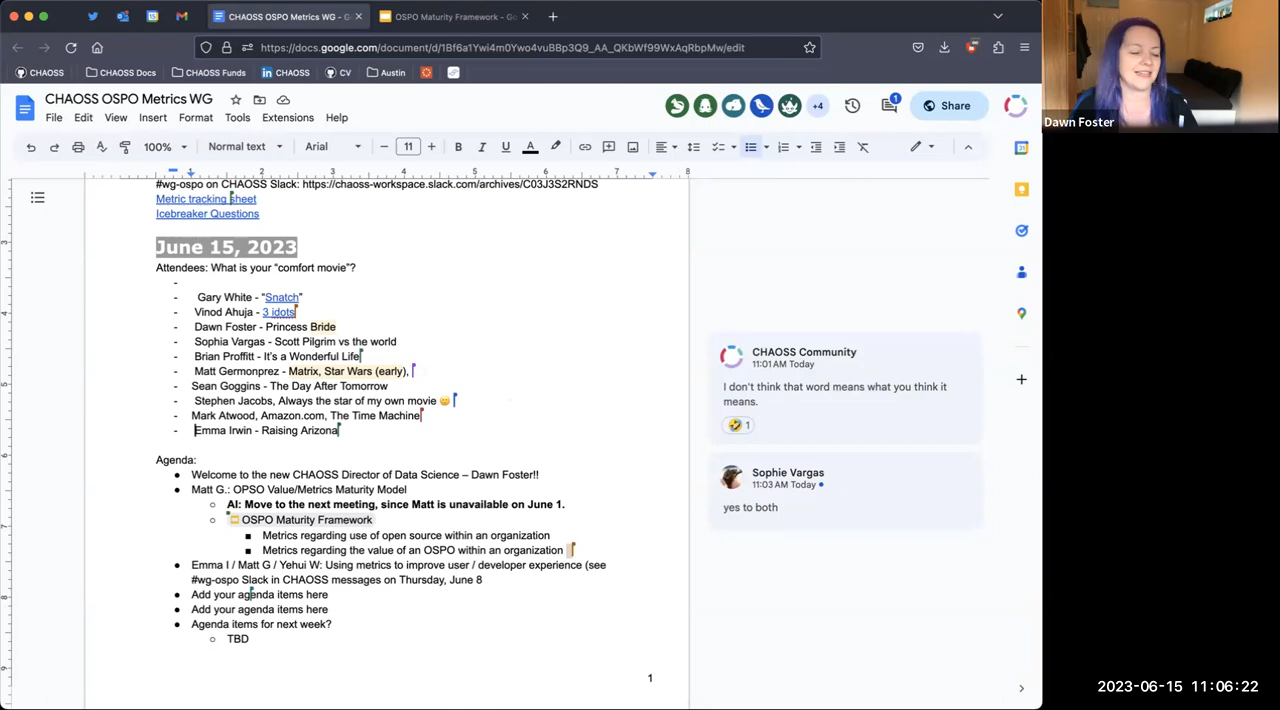 CHAOSS OSPO Metrics WG - G
OSPO Maturity Framework - Go
https://docs.google.com/document/d/1Bf6a1Ywi4m0Ywo4vuBBp3Q9_AA_QKbWf99WxAqRbpMw/edit
CHAOSS
CHAOSS Docs
CHAOSS Funds
CHAOSS
CV
Austin
Dawn Foster
CHAOSS OSPO Metrics WG
+4
1
Share
File Edit View Insert Format Tools Extensions Help
100% Normal text Arial 11 B I U A
1 2 3 4 5 6 7 8
#wg-ospo on CHAOSS Slack: https://chaoss-workspace.slack.com/archives/C03J3S2RNDS
Metric tracking sheet
Icebreaker Questions
June 15, 2023
Attendees: What is your “comfort movie”?
-
- Gary White - “Snatch”
- Vinod Ahuja - 3 idots
- Dawn Foster - Princess Bride
- Sophia Vargas - Scott Pilgrim vs the world
- Brian Proffitt - It’s a Wonderful Life
- Matt Germonprez - Matrix, Star Wars (early),
- Sean Goggins - The Day After Tomorrow
- Stephen Jacobs, Always the star of my own movie 🙂
- Mark Atwood, Amazon.com, The Time Machine
- Emma Irwin - Raising Arizona
Agenda:
● Welcome to the new CHAOSS Director of Data Science – Dawn Foster!!
● Matt G.: OPSO Value/Metrics Maturity Model
○ AI: Move to the next meeting, since Matt is unavailable on June 1.
○ OSPO Maturity Framework
■ Metrics regarding use of open source within an organization
■ Metrics regarding the value of an OSPO within an organization
● Emma I / Matt G / Yehui W: Using metrics to improve user / developer experience (see
#wg-ospo Slack in CHAOSS messages on Thursday, June 8
● Add your agenda items here
● Add your agenda items here
● Agenda items for next week?
○ TBD
1
CHAOSS Community
11:01 AM Today
I don't think that word means what you think it
means.
🤣 1
Sophie Vargas
11:03 AM Today
yes to both
2023-06-15 11:06:22